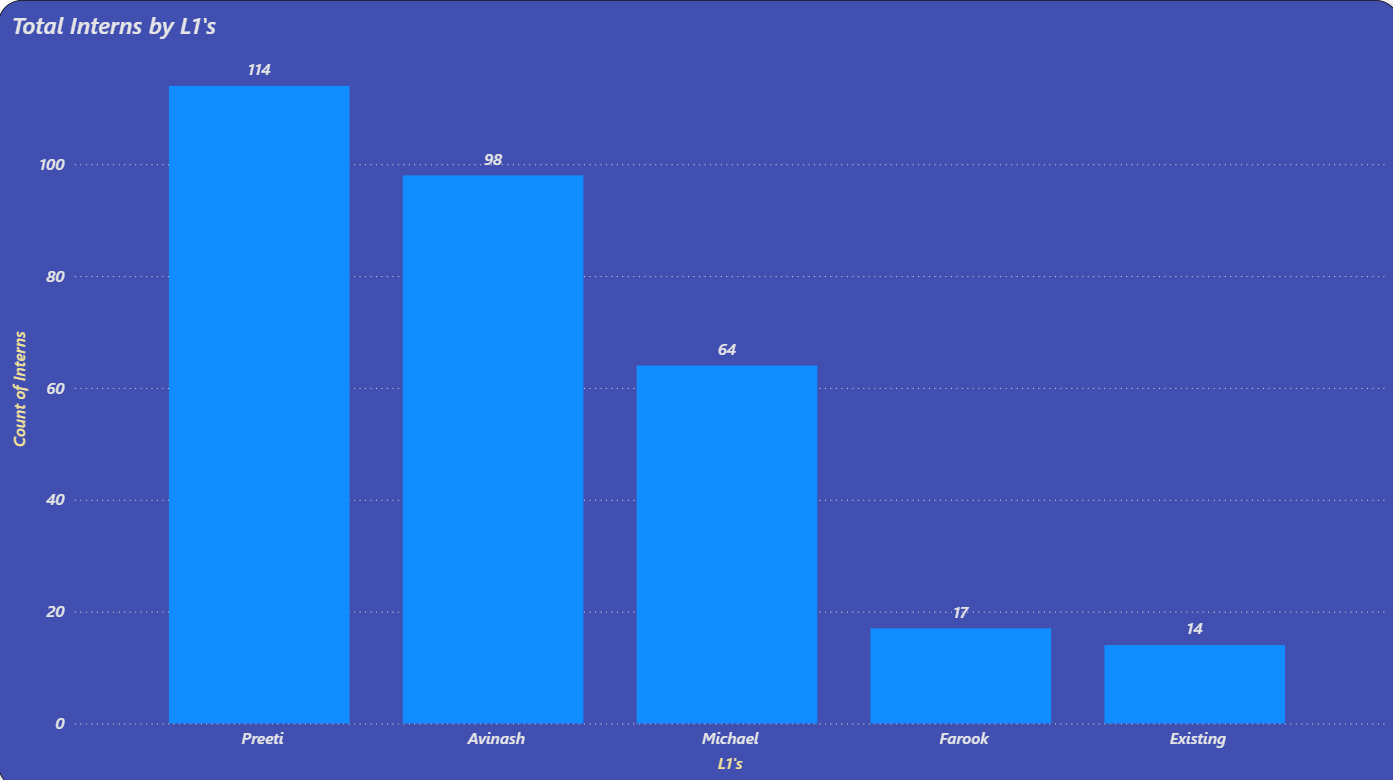 Total Interns by L1's
114
98
64
17
14
100
80
60
40
20
0
Count of Interns
Preeti
Avinash
Michael
Farook
Existing
L1's